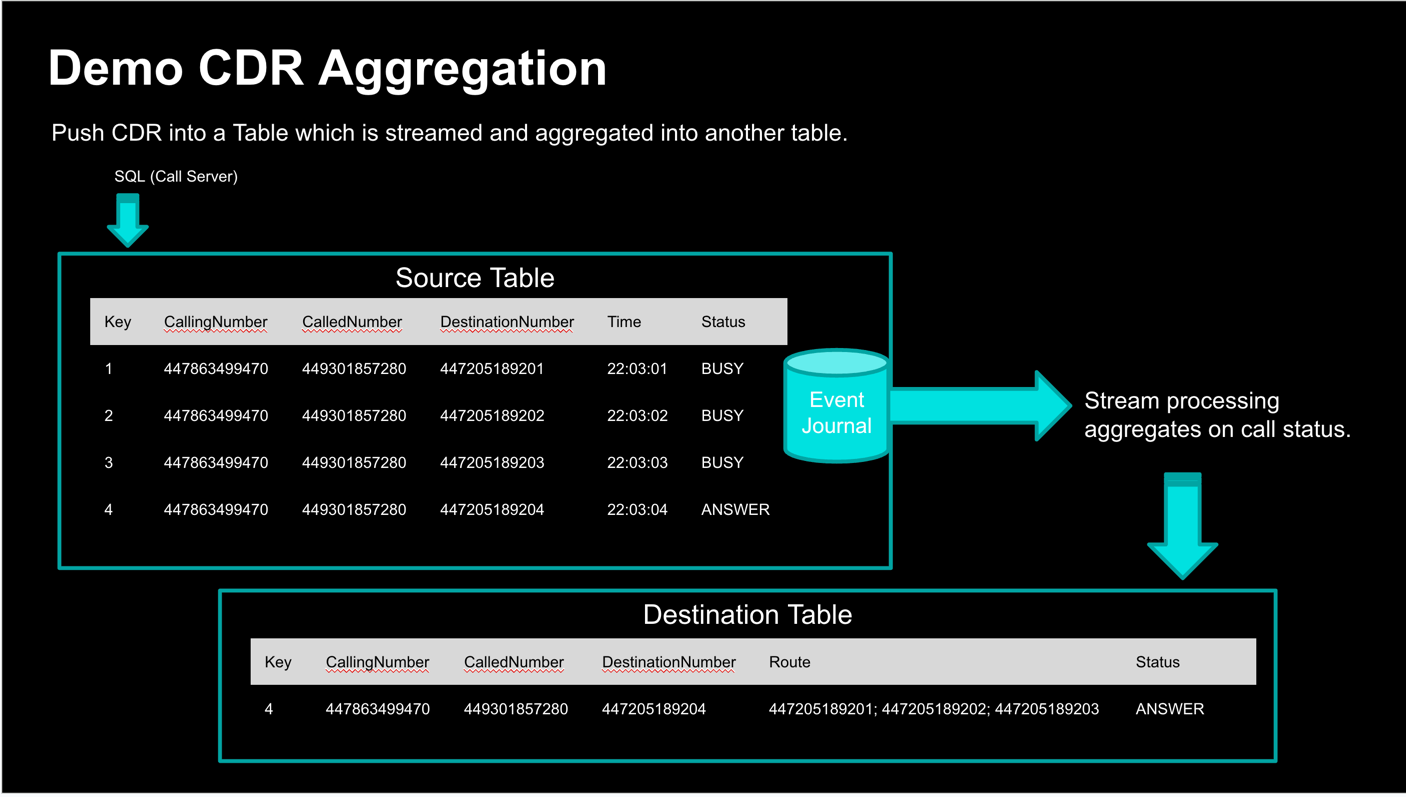 Demo CDR Aggregation
Push CDR into a Table which is streamed and aggregated into another table.
SQL (Call Server)
Source Table
Key CallingNumber CalledNumber DestinationNumber Time Status
1 447863499470 449301857280 447205189201 22:03:01 BUSY
2 447863499470 449301857280 447205189202 22:03:02 BUSY
3 447863499470 449301857280 447205189203 22:03:03 BUSY
4 447863499470 449301857280 447205189204 22:03:04 ANSWER
Event
Journal
Stream processing
aggregates on call status.
Destination Table
Key CallingNumber CalledNumber DestinationNumber Route Status
4 447863499470 449301857280 447205189204 447205189201; 447205189202; 447205189203 ANSWER